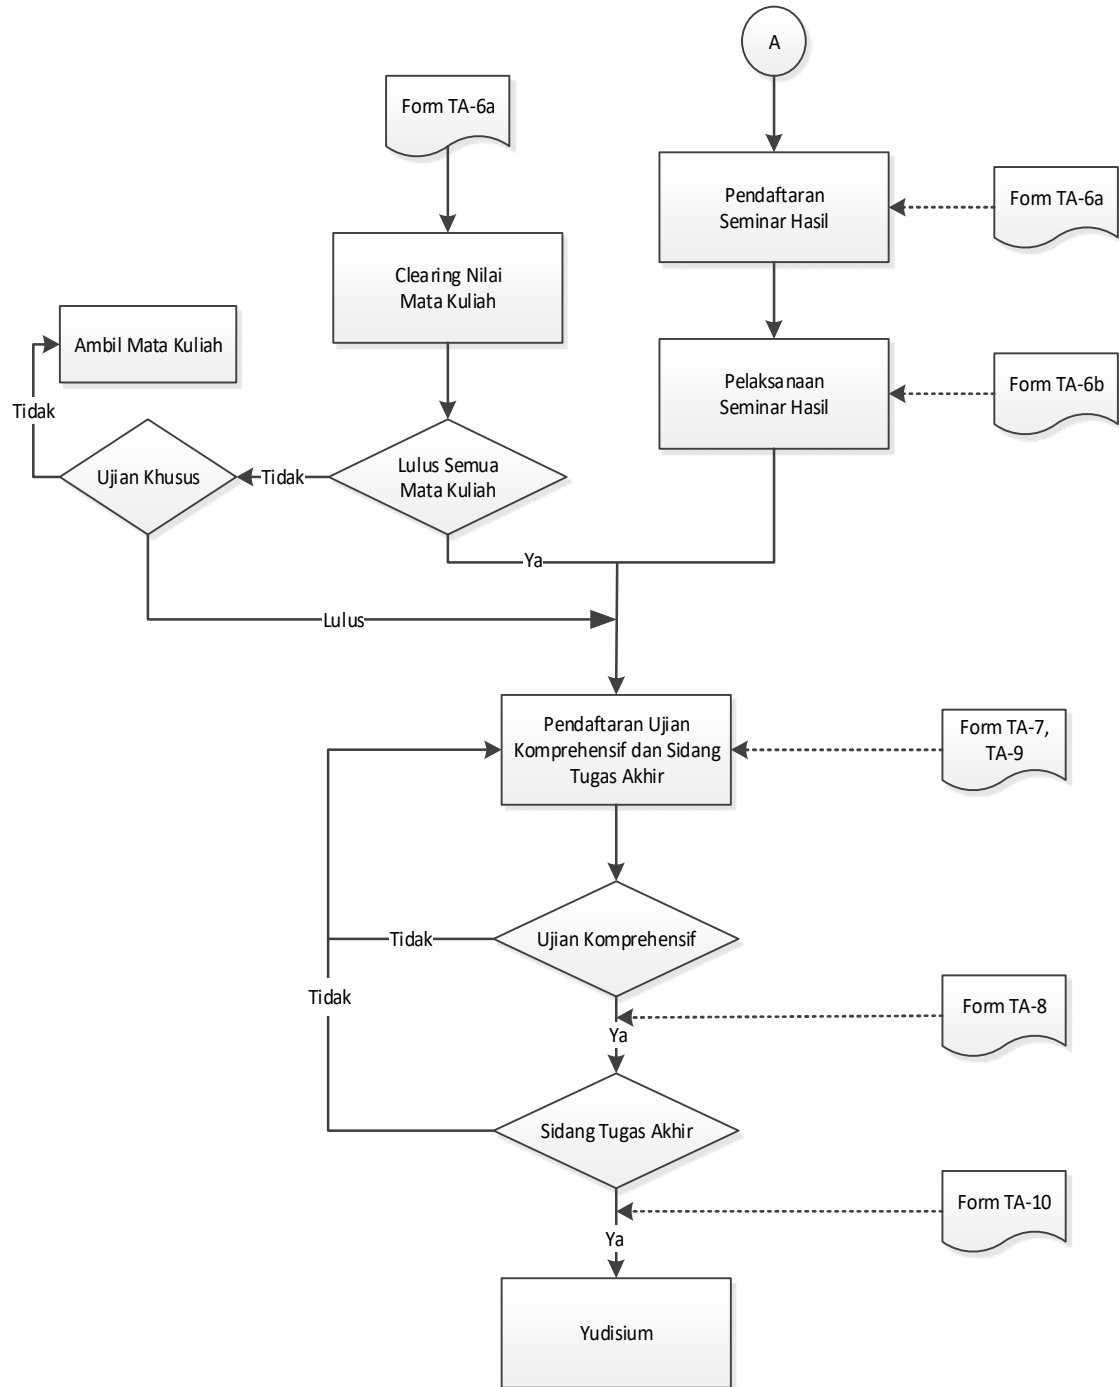 A
Form TA-6a
Pendaftaran
Seminar Hasil
Form TA-6a
Clearing Nilai
Mata Kuliah
Ambil Mata Kuliah
Pelaksanaan
Seminar Hasil
Form TA-6b
Tidak
Ujian Khusus
Tidak
Lulus Semua
Mata Kuliah
Ya
Lulus
Pendaftaran Ujian
Komprehensif dan Sidang
Tugas Akhir
Form TA-7,
TA-9
Tidak
Ujian Komprehensif
Tidak
Form TA-8
Ya
Sidang Tugas Akhir
Form TA-10
Ya
Yudisium